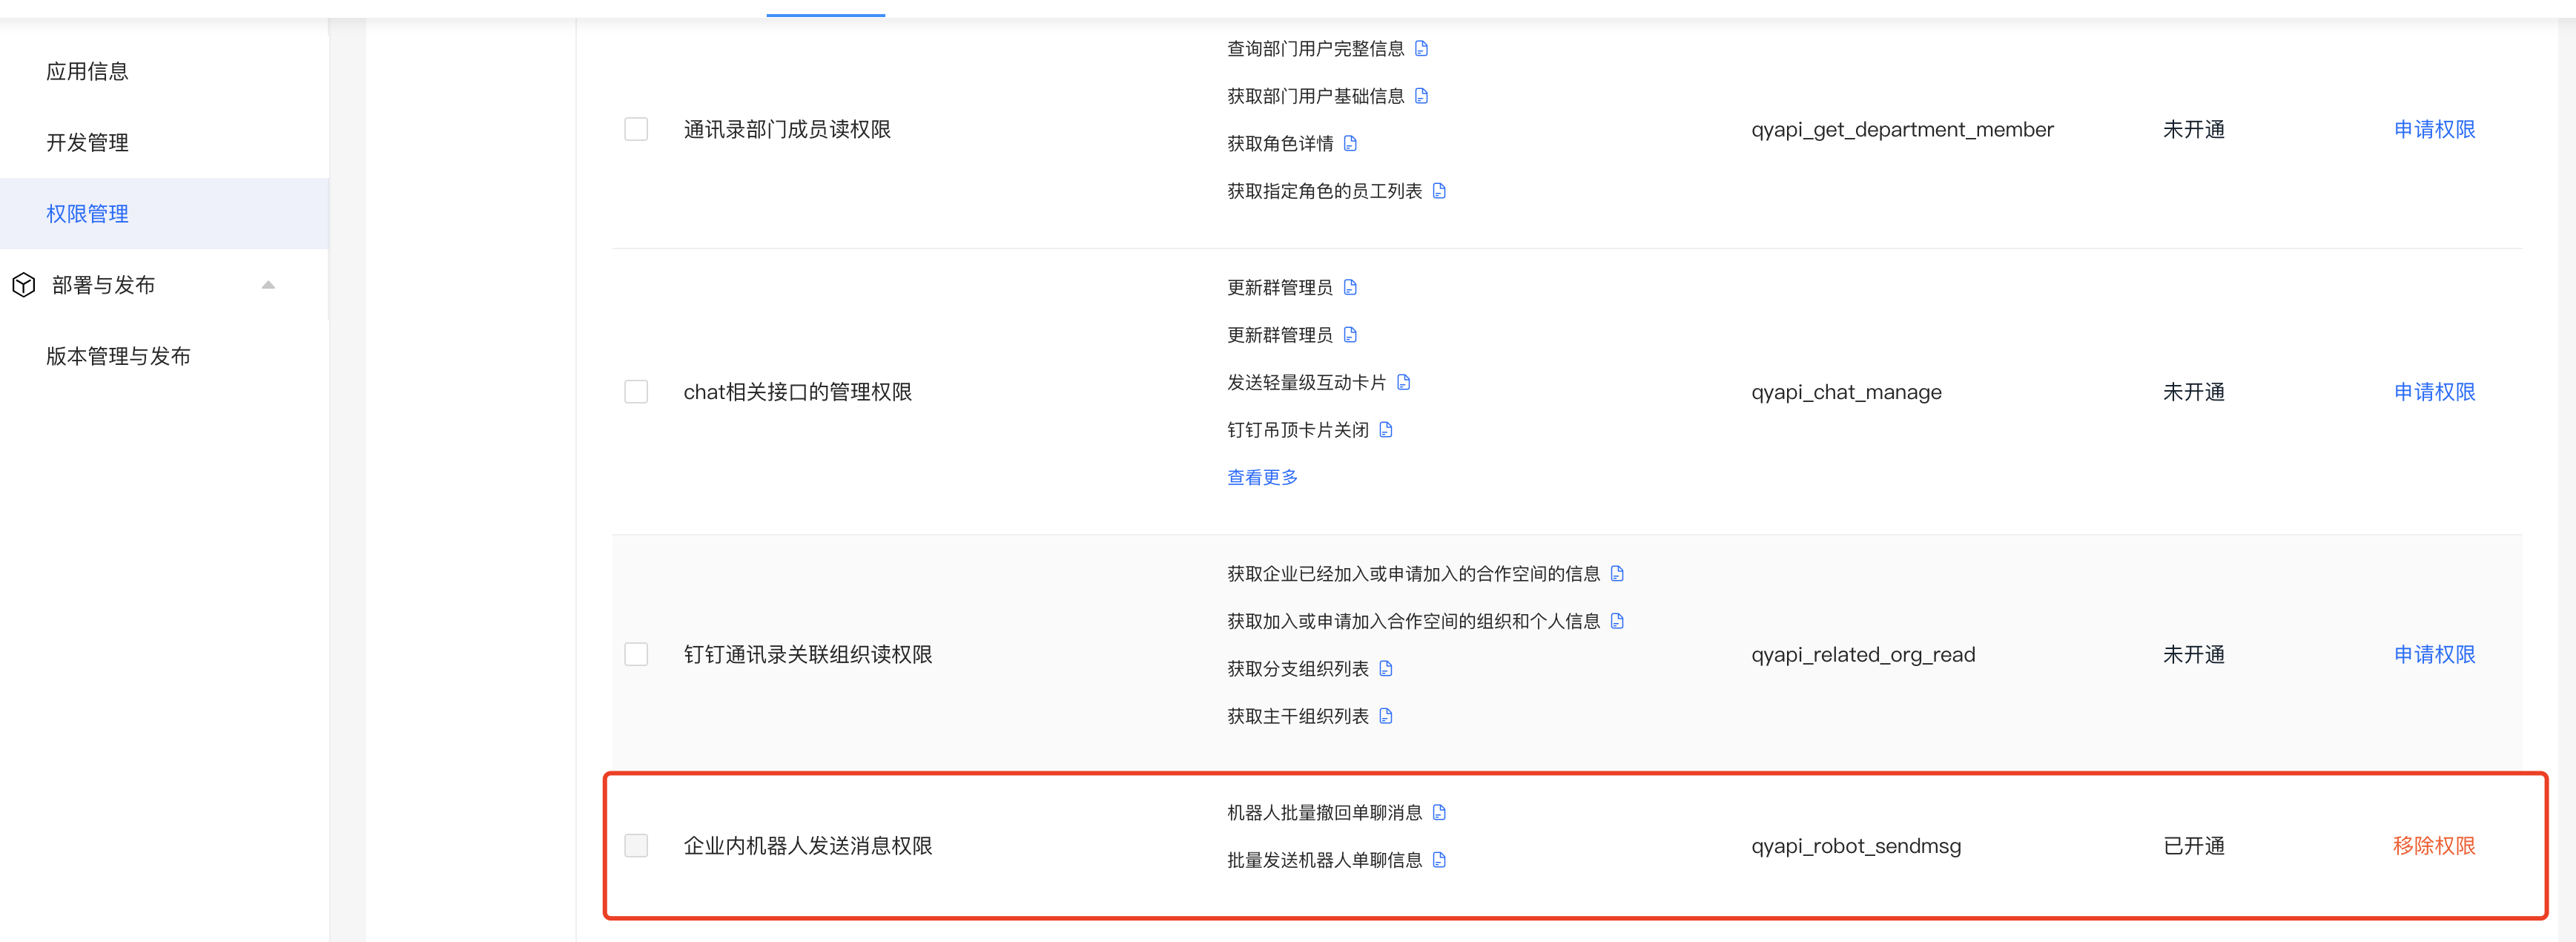 应用信息
开发管理
权限管理
部署与发布
版本管理与发布
查询部门用户完整信息
获取部门用户基础信息
通讯录部门成员读权限
qyapi_get_department_member
未开通
申请权限
获取角色详情
获取指定角色的员工列表
更新群管理员
更新群管理员
发送轻量级互动卡片
chat相关接口的管理权限
qyapi_chat_manage
未开通
申请权限
钉钉吊顶卡片关闭
查看更多
获取企业已经加入或申请加入的合作空间的信息
获取加入或申请加入合作空间的组织和个人信息
钉钉通讯录关联组织读权限
qyapi_related_org_read
未开通
申请权限
获取分支组织列表
获取主干组织列表
机器人批量撤回单聊消息
企业内机器人发送消息权限
qyapi_robot_sendmsg
已开通
移除权限
批量发送机器人单聊信息